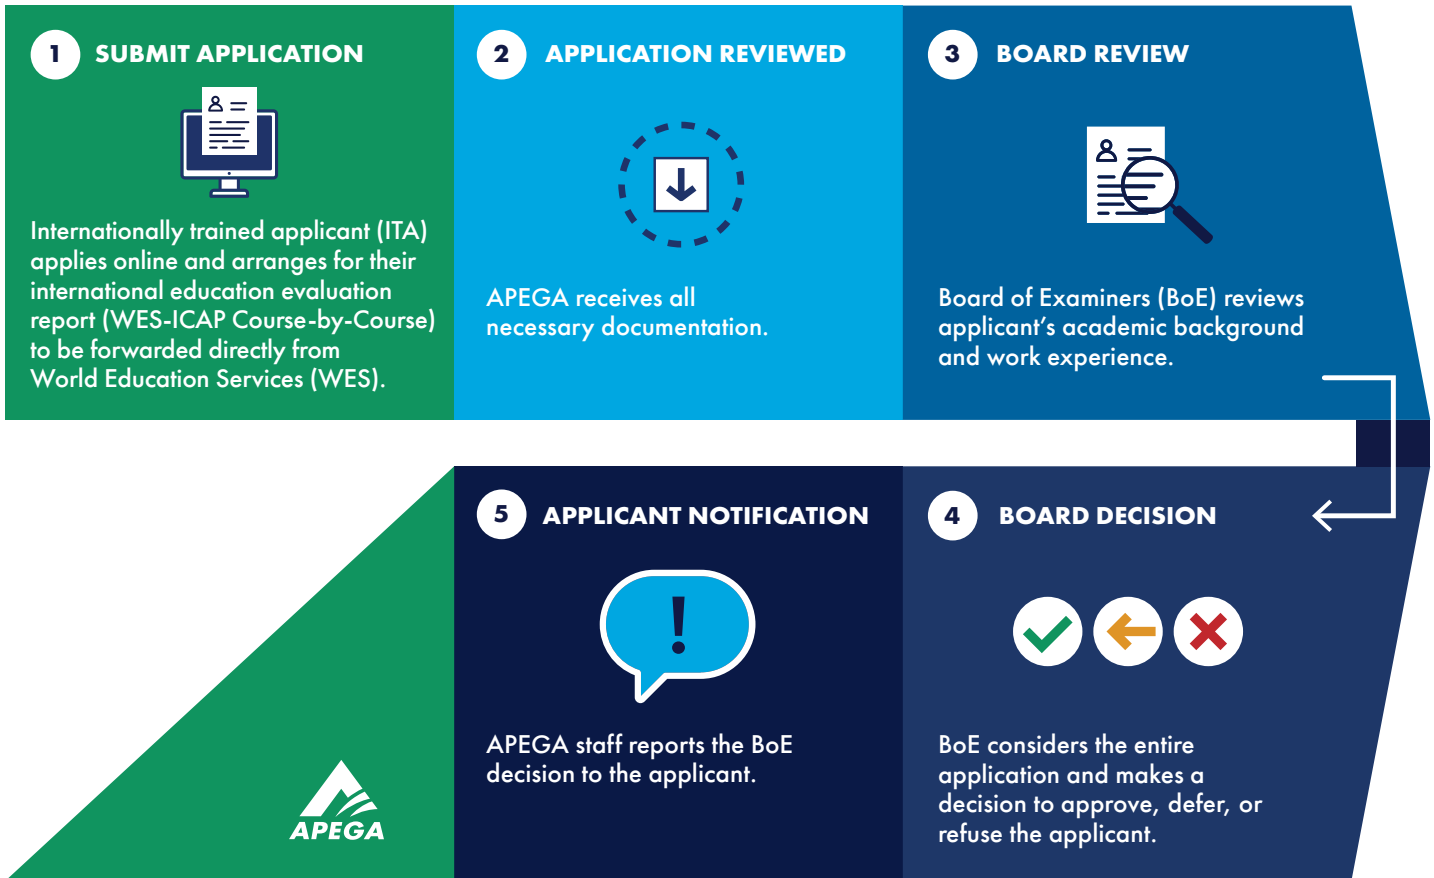 1 SUBMIT APPLICATION
Internationally trained applicant (ITA)
applies online and arranges for their
international education evaluation
report (WES-ICAP Course-by-Course)
to be forwarded directly from
World Education Services (WES).
2 APPLICATION REVIEWED
APEGA receives all
necessary documentation.
3 BOARD REVIEW
Board of Examiners (BoE) reviews
applicant’s academic background
and work experience.
4 BOARD DECISION
BoE considers the entire
application and makes a
decision to approve, defer, or
refuse the applicant.
5 APPLICANT NOTIFICATION
!
APEGA staff reports the BoE
decision to the applicant.
APEGA